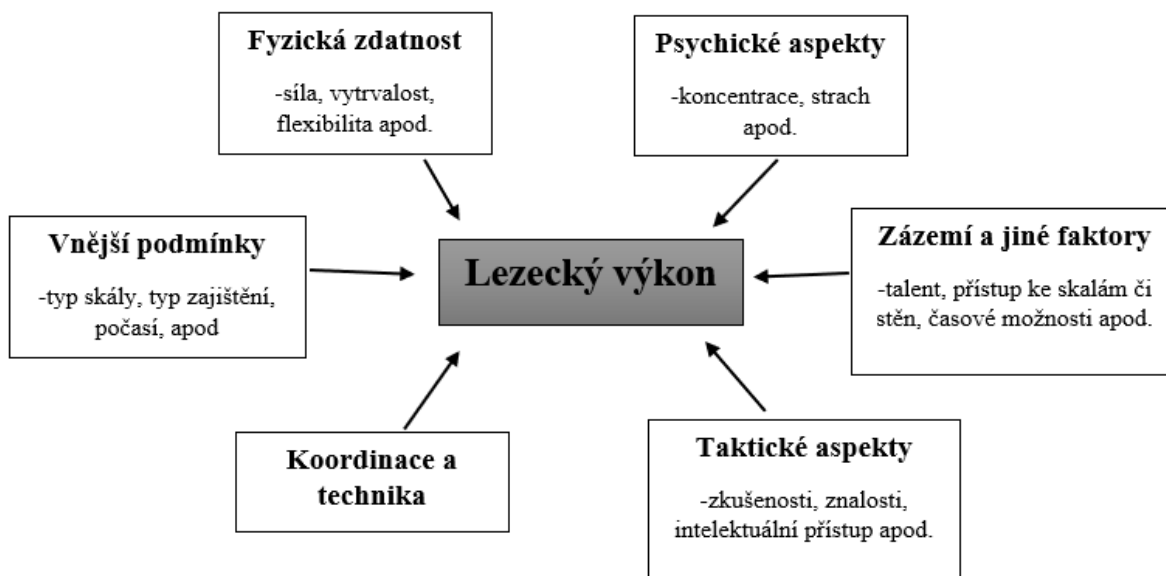 Fyzická zdatnost
-síla, vytrvalost,
flexibilita apod.
Psychické aspekty
-koncentrace, strach
apod.
Vnější podmínky
-typ skály, typ zajištění,
počasí, apod
Lezecký výkon
Zázemí a jiné faktory
-talent, přístup ke skalám či
stěn, časové možnosti apod.
Koordinace a
technika
Taktické aspekty
-zkušenosti, znalosti,
intelektuální přístup apod.